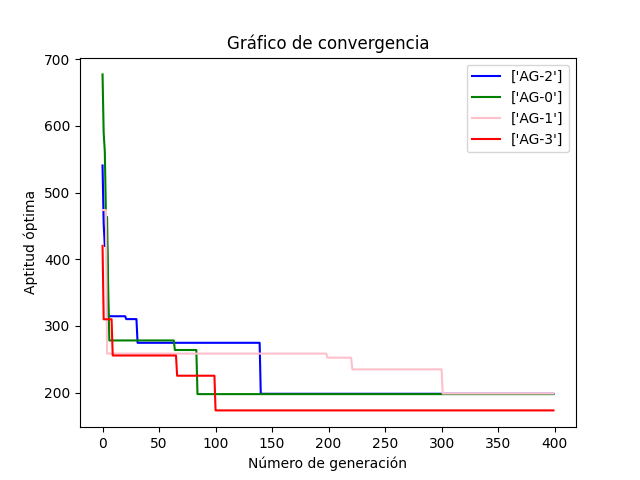 Gráfico de convergencia
700
600
500
400
300
200
Aptitud óptima
['AG-2']
['AG-0']
['AG-1']
['AG-3']
0 50 100 150 200 250 300 350 400
Número de generación